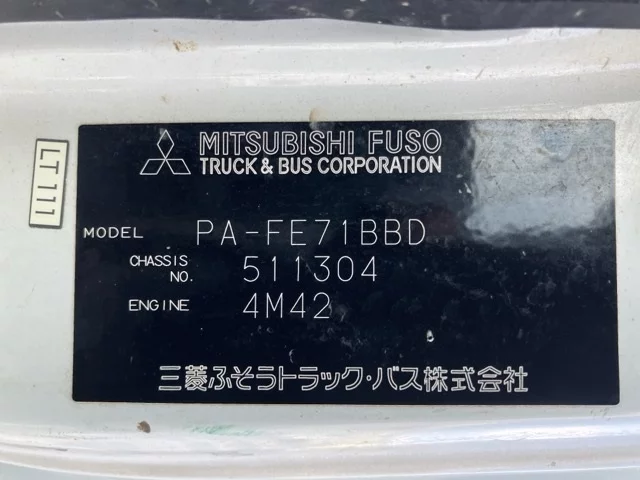 MITSUBISHI FUSO
TRUCK & BUS CORPORATION
LT111
MODEL PA-FE71BBD
CHASSIS NO. 511304
ENGINE 4M42
三菱ふそうトラック・バス株式会社